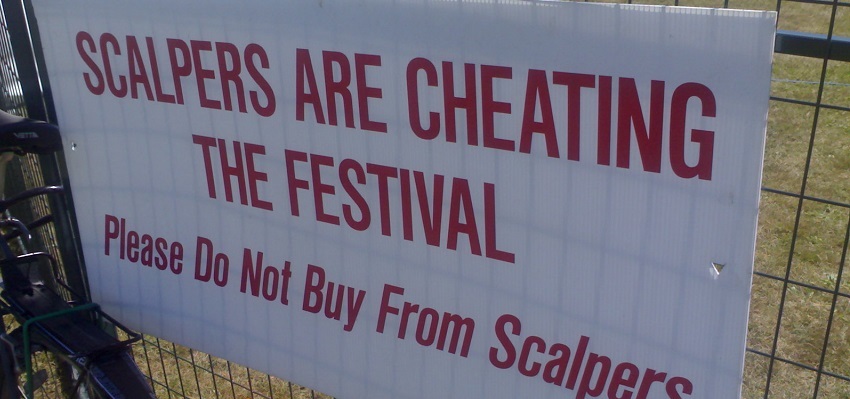 SCALPERS ARE CHEATING
THE FESTIVAL
Please Do Not Buy From Scalpers